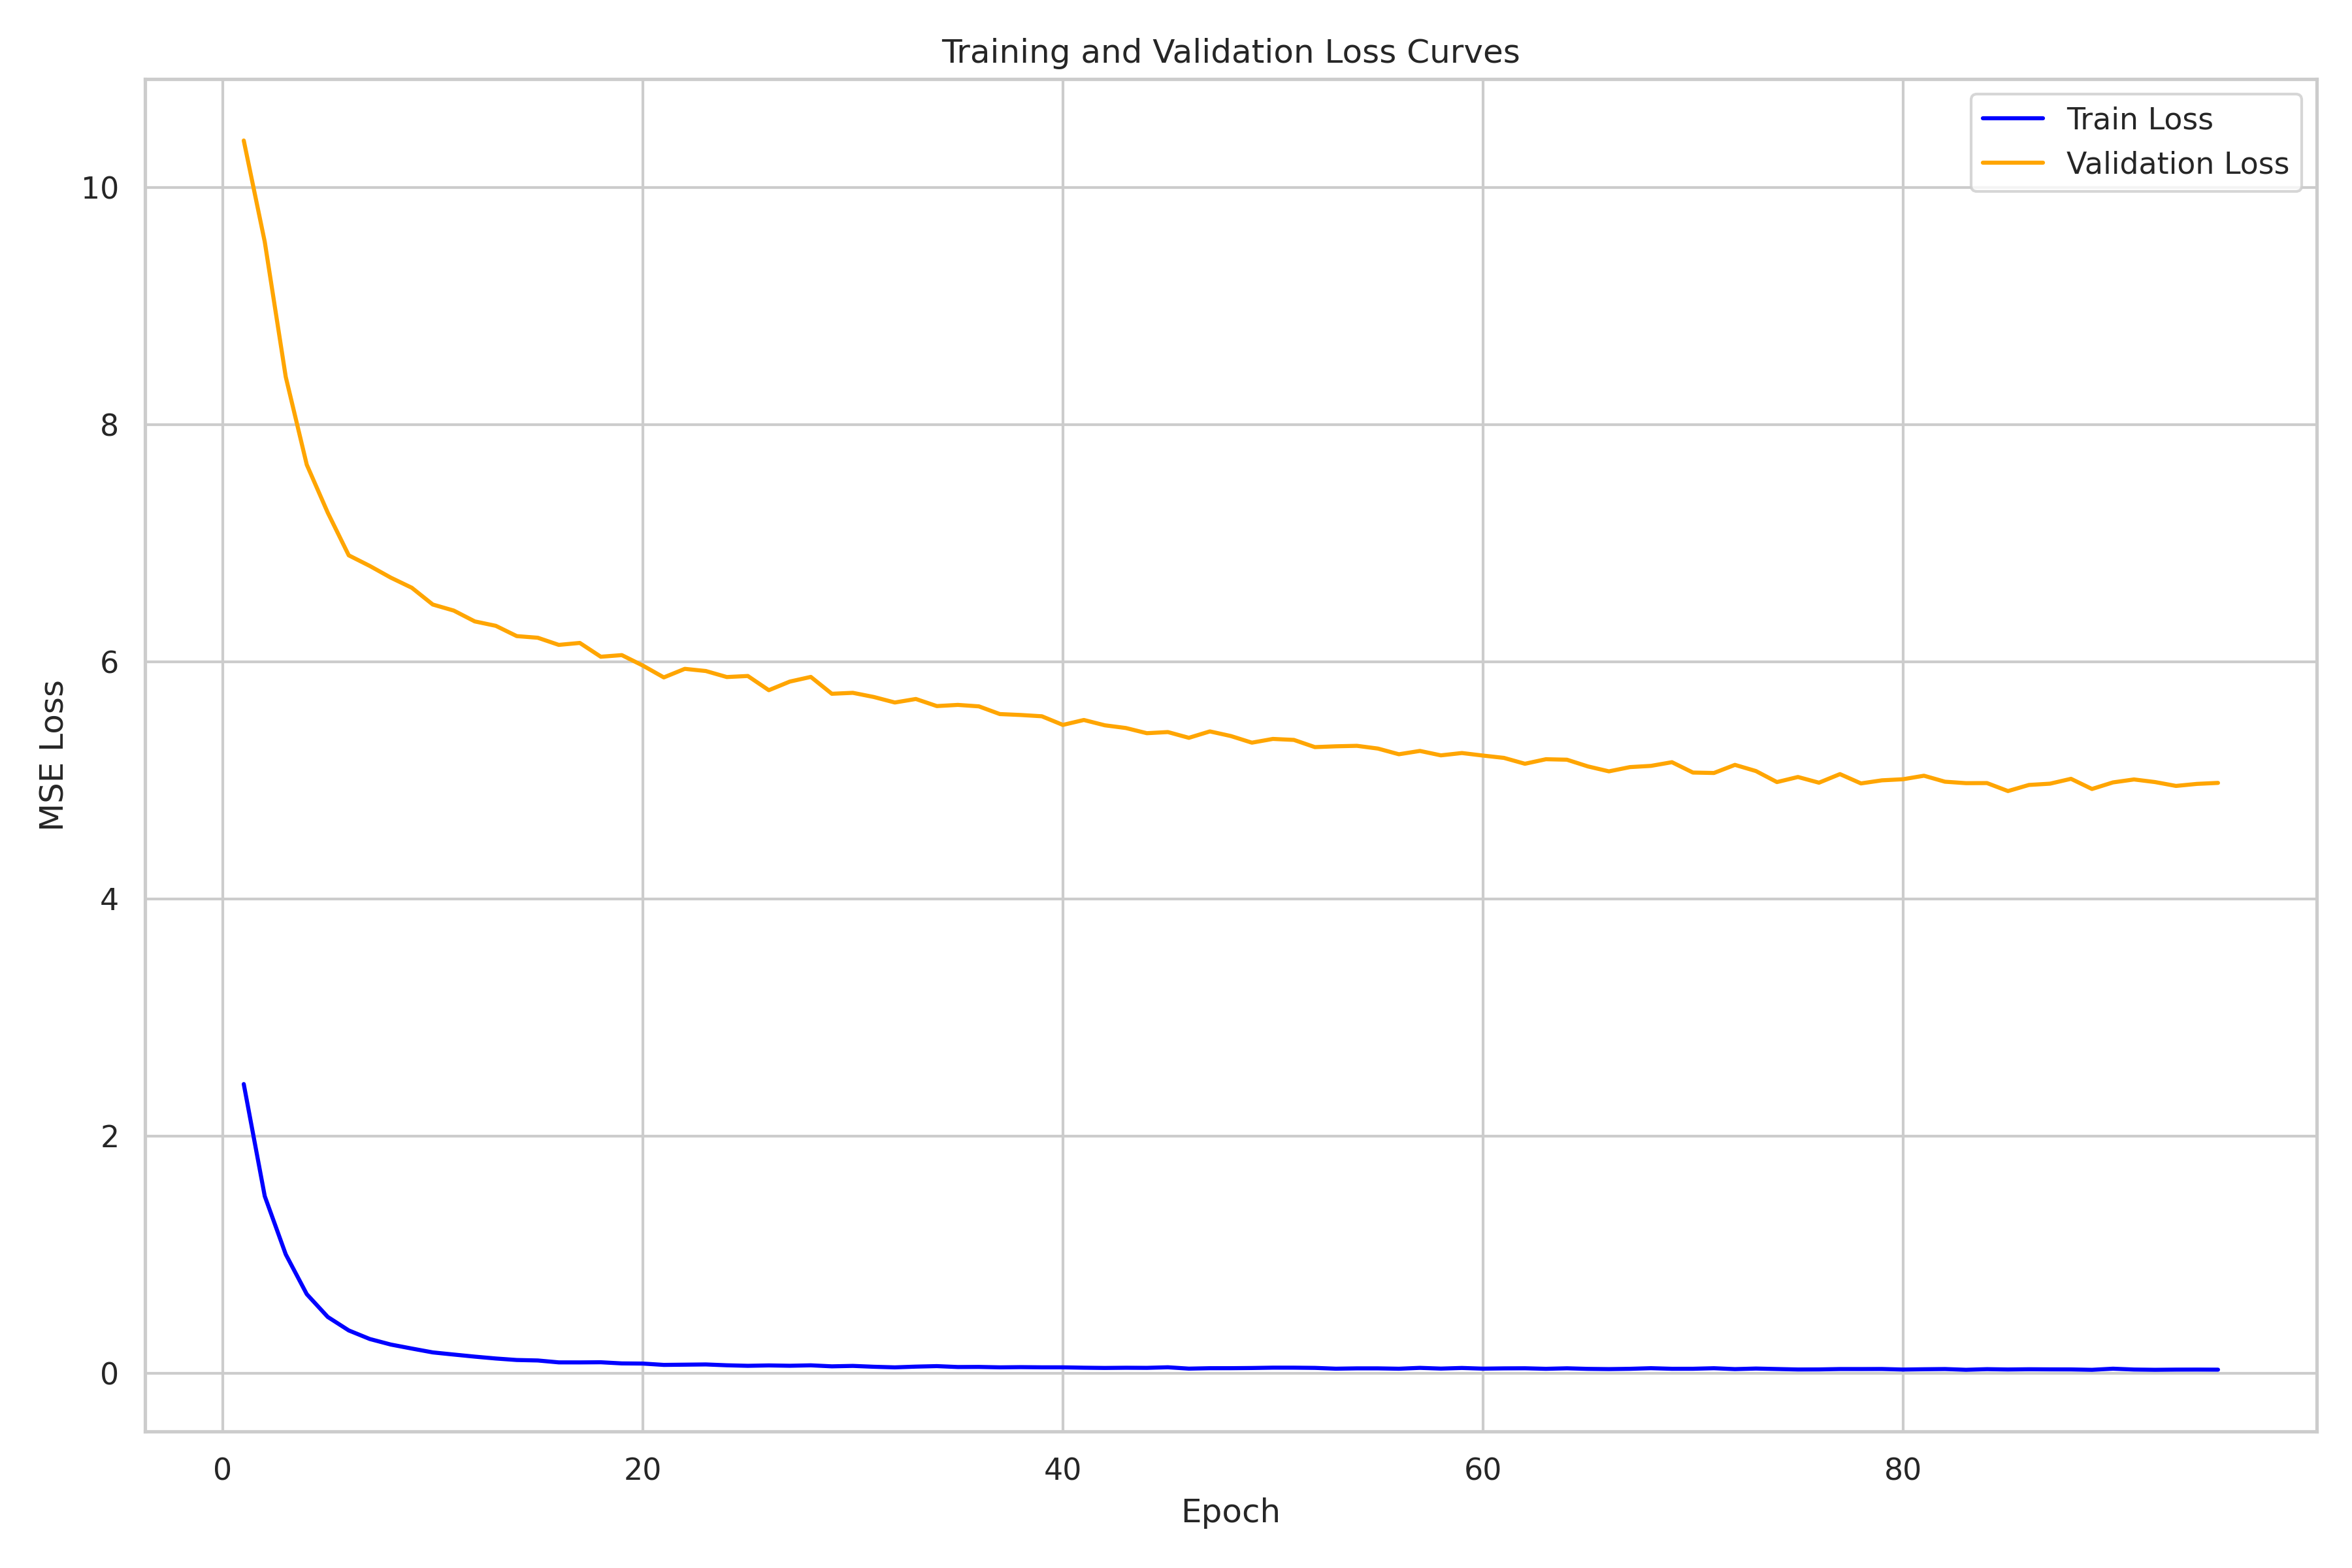 Training and Validation Loss Curves
Train Loss
Validation Loss
10
8
6
4
2
0
MSE Loss
0 20 40 60 80
Epoch